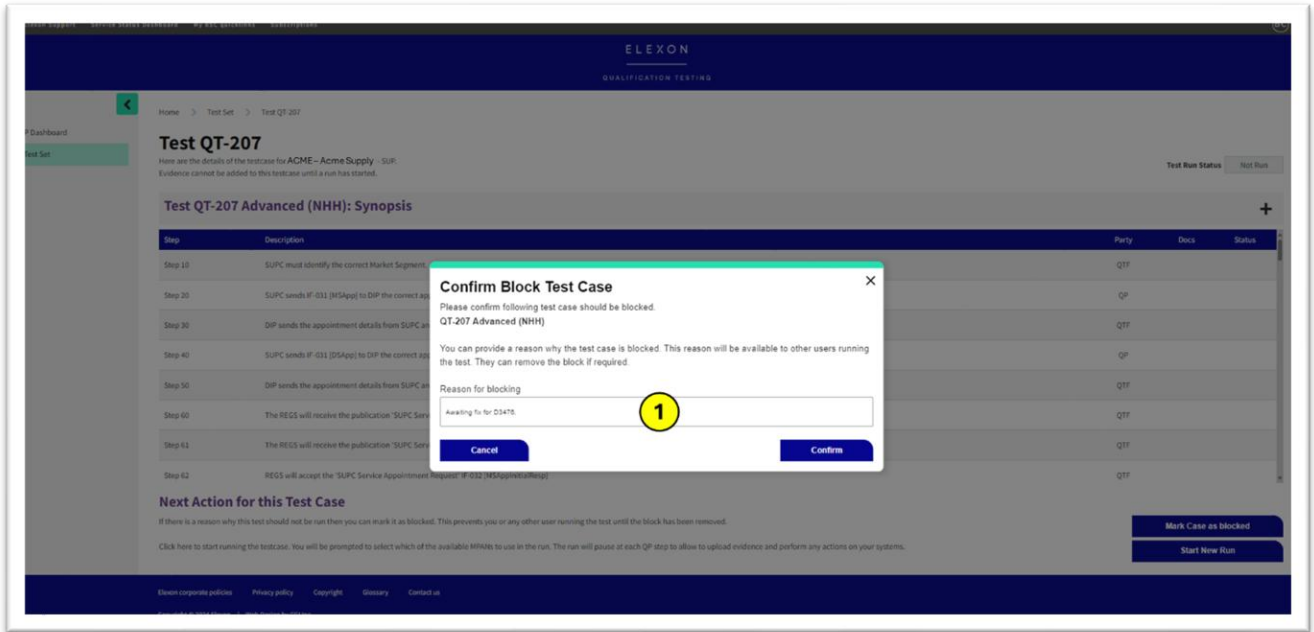 Elexon Support Service Status Dashboard My BSC Quicklinks Subscriptions
ELEXON
QUALIFICATION TESTING
Home > Test Set > Test QT-207
P Dashboard
Test Set
Test QT-207
Here are the details of the testcase for ACME – Acme Supply - SUP.
Evidence cannot be added to this testcase until a run has started.
Test Run Status Not Run
Test QT-207 Advanced (NHH): Synopsis +
Step Description Party Docs Status
Step 10 SUPC must identify the correct Market Segment. QTF
Step 20 SUPC sends IF-031 (MSApp) to DIP the correct app QP
Step 30 DIP sends the appointment details from SUPC an QTF
Step 40 SUPC sends IF-031 (DSApp) to DIP the correct app QP
Step 50 DIP sends the appointment details from SUPC an QTF
Step 60 The REGS will receive the publication 'SUPC Serv QTF
Step 61 The REGS will receive the publication 'SUPC Serv QTF
Step 62 REGS will accept the 'SUPC Service Appointment Request' IF-032 (MSAppInitialResp) QTF
Confirm Block Test Case X
Please confirm following test case should be blocked.
QT-207 Advanced (NHH)
You can provide a reason why the test case is blocked. This reason will be available to other users running
the test. They can remove the block if required.
Reason for blocking
Awaiting fix for D3478.
1
Cancel Confirm
Next Action for this Test Case
If there is a reason why this test should not be run then you can mark it as blocked. This prevents you or any other user running the test until the block has been removed.
Mark Case as blocked
Click here to start running the testcase. You will be prompted to select which of the available MPANs to use in the run. The run will pause at each QP step to allow to upload evidence and perform any actions on your systems.
Start New Run
Elexon corporate policies Privacy policy Copyright Glossary Contact us